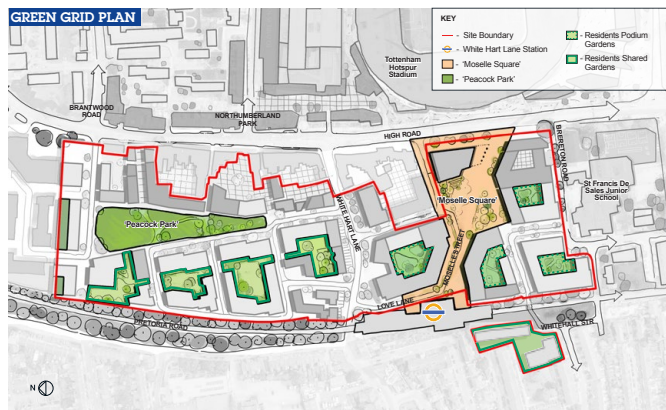 GREEN GRID PLAN
KEY
- Site Boundary
- White Hart Lane Station
- 'Moselle Square'
- 'Peacock Park'
- Residents Podium
Gardens
- Residents Shared
Gardens
Tottenham
Hotspur
Stadium
BRANTWOOD
ROAD
NORTHUMBERLAND
PARK
HIGH ROAD
BRERETON ROAD
St Francis De
Sales Junior
School
WHITE HART LANE
'Moselle Square'
'Peacock Park'
MOSELLE STREET
LOVE LANE
PRETORIA ROAD
WHITEHALL STR
N